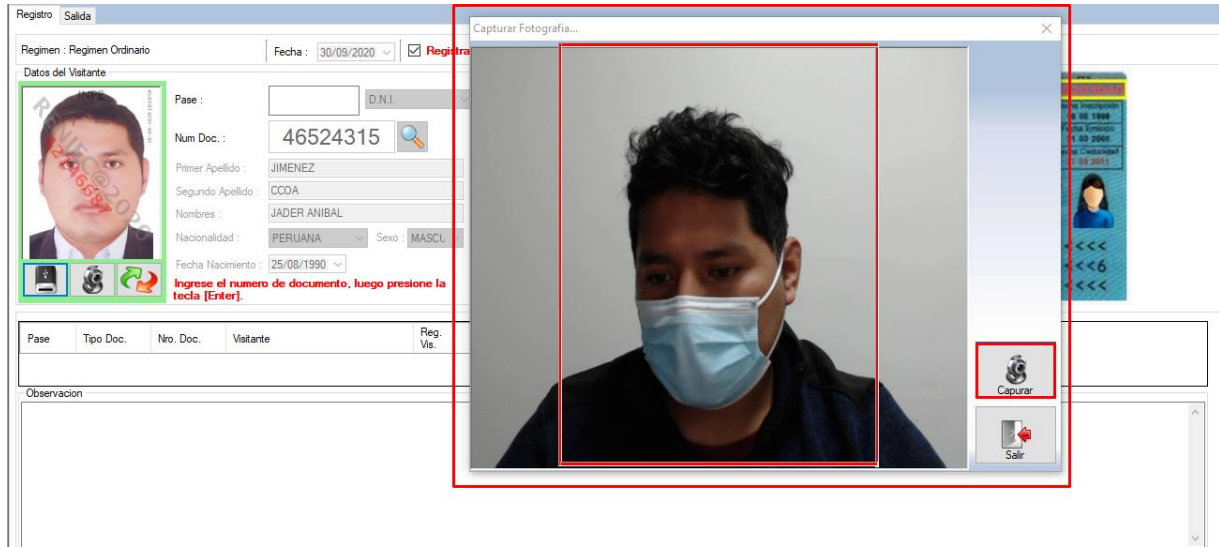 Registro Salida
Capturar Fotografia...
Regimen : Regimen Ordinario
Fecha : 30/09/2020
Registra
Datos del Visitante
INPE
Pase : D.N.I.
Num Doc. : 46524315
Primer Apellido : JIMENEZ
Segundo Apellido : CCOA
Nombres : JADER ANIBAL
Nacionalidad : PERUANA Sexo : MASCU
Fecha Nacimiento : 25/08/1990
Ingrese el numero de documento, luego presione la
tecla [Enter].
<<<
<<6
<<<<
Pase Tipo Doc. Nro. Doc. Visitante Reg.
Vis.
Capurar
Observacion
Salir